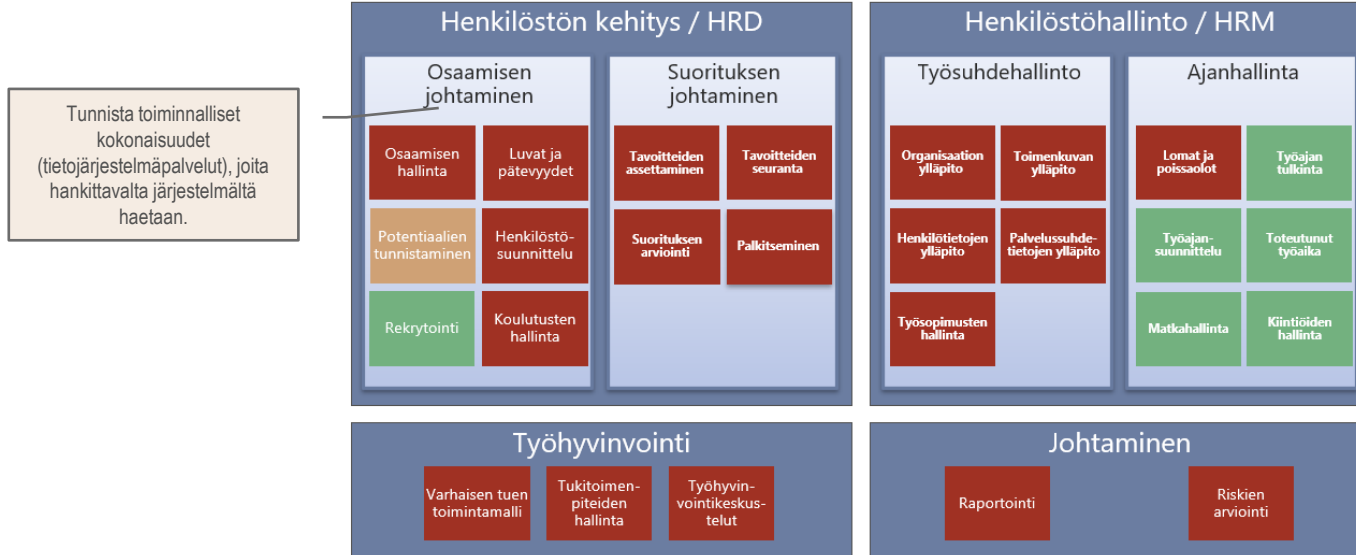 Henkilöstön kehitys / HRD
Henkilöstöhallinto / HRM
Tunnista toiminnalliset
kokonaisuudet
(tietojärjestelmäpalvelut), joita
hankittavalta järjestelmältä
haetaan.
Osaamisen
johtaminen
Osaamisen
hallinta
Luvat ja
pätevyydet
Potentiaalien
tunnistaminen
Henkilöstö-
suunnittelu
Rekrytointi
Koulutusten
hallinta
Suorituksen
johtaminen
Tavoitteiden
assettaminen
Tavoitteiden
seuranta
Suorituksen
arviointi
Palkitseminen
Työsuhdehallinto
Organisaation
ylläpito
Toimenkuvan
ylläpito
Henkilötietojen
ylläpito
Palvelussuhde-
tietojen ylläpito
Työsopimusten
hallinta
Ajanhallinta
Lomat ja
poissaolot
Työajan
tulkinta
Työajan-
suunnittelu
Toteutunut
työaika
Matkahallinta
Kiintiöiden
hallinta
Työhyvinvointi
Varhaisen tuen
toimintamalli
Tukitoimen-
piteiden
hallinta
Työhyvin-
vointikeskus-
telut
Johtaminen
Raportointi
Riskien
arviointi